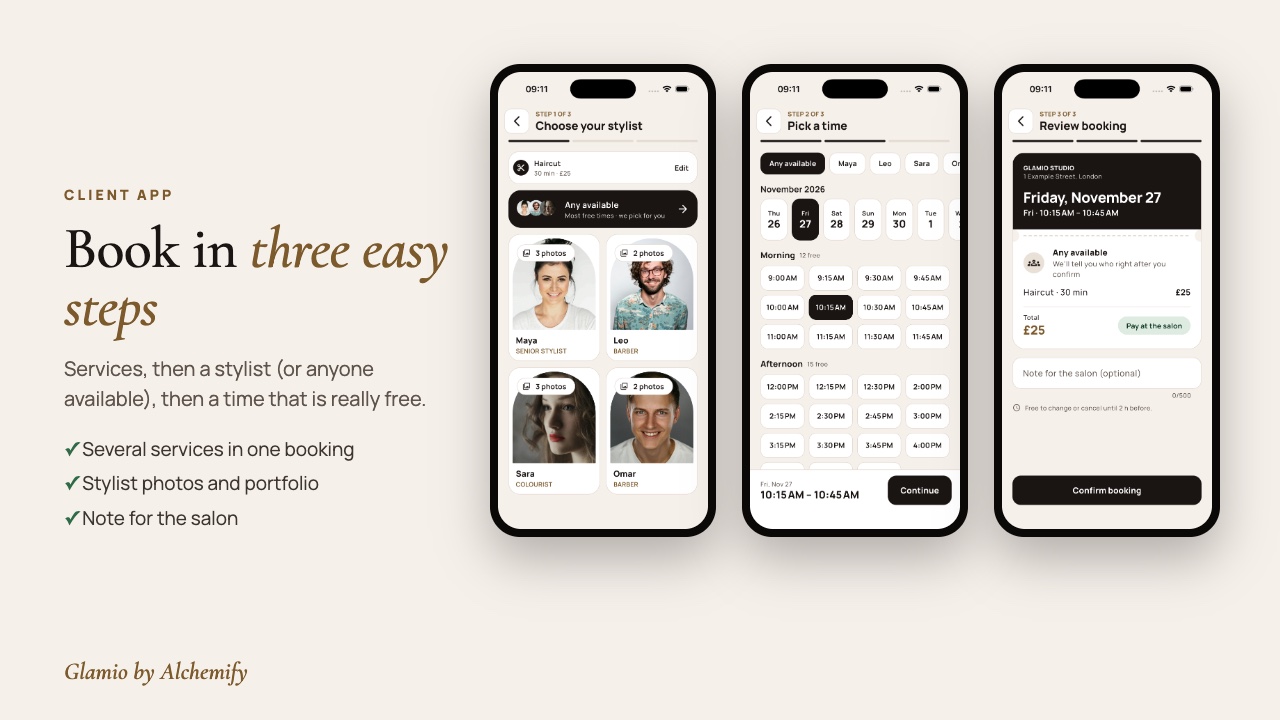 CLIENT APP
Book in three easy
steps
Services, then a stylist (or anyone
available), then a time that is really free.
✔Several services in one booking
✔Stylist photos and portfolio
✔Note for the salon
Glamio by Alchemify
09:11
STEP 1 OF 3
Choose your stylist
Haircut
30 min · £25
Edit
Any available
Most free times · we pick for you
3 photos
2 photos
Maya
Leo
SENIOR STYLIST
BARBER
3 photos
2 photos
Sara
Omar
COLOURIST
BARBER
09:11
STEP 2 OF 3
Pick a time
Any available Maya Leo Sara
November 2026
Thu Fri Sat Sun Mon Tue
26 27 28 29 30 1
Morning 12 free
9:00 AM 9:15 AM 9:30 AM 9:45 AM
10:00 AM 10:15 AM 10:30 AM 10:45 AM
11:00 AM 11:15 AM 11:30 AM 11:45 AM
Afternoon 15 free
12:00 PM 12:15 PM 12:30 PM 2:00 PM
2:15 PM 2:30 PM 2:45 PM 3:00 PM
3:15 PM 3:30 PM 3:45 PM 4:00 PM
Fri, Nov 27
10:15 AM – 10:45 AM
Continue
09:11
STEP 3 OF 3
Review booking
GLAMIO STUDIO
1 Example Street, London
Friday, November 27
Fri · 10:15 AM – 10:45 AM
Any available
We'll tell you who right after you
confirm
Haircut · 30 min £25
Total
£25
Pay at the salon
Note for the salon (optional)
0/500
Free to change or cancel until 2 h before.
Confirm booking